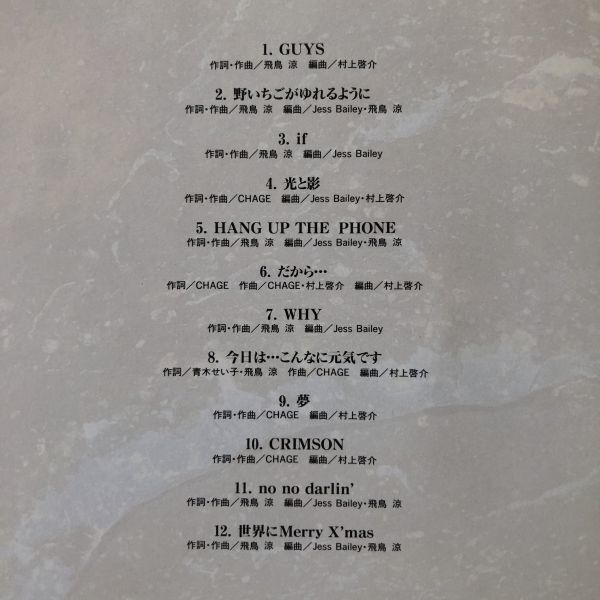 1. GUYS
作詞・作曲／飛鳥 涼　編曲／村上啓介
2. 野いちごがゆれるように
作詞・作曲／飛鳥 涼　編曲／Jess Bailey・飛鳥 涼
3. if
作詞・作曲／飛鳥 涼　編曲／Jess Bailey
4. 光と影
作詞・作曲／CHAGE　編曲／Jess Bailey・村上啓介
5. HANG UP THE PHONE
作詞・作曲／飛鳥 涼　編曲／Jess Bailey・飛鳥 涼
6. だから…
作詞／CHAGE　作曲／CHAGE・村上啓介　編曲／村上啓介
7. WHY
作詞・作曲／飛鳥 涼　編曲／Jess Bailey
8. 今日は…こんなに元気です
作詞／青木せい子・飛鳥 涼　作曲／CHAGE　編曲／村上啓介
9. 夢
作詞・作曲／CHAGE　編曲／村上啓介
10. CRIMSON
作詞・作曲／CHAGE　編曲／村上啓介
11. no no darlin'
作詞・作曲／飛鳥 涼　編曲／Jess Bailey・飛鳥 涼
12. 世界にMerry X'mas
作詞・作曲／飛鳥 涼　編曲／Jess Bailey・飛鳥 涼